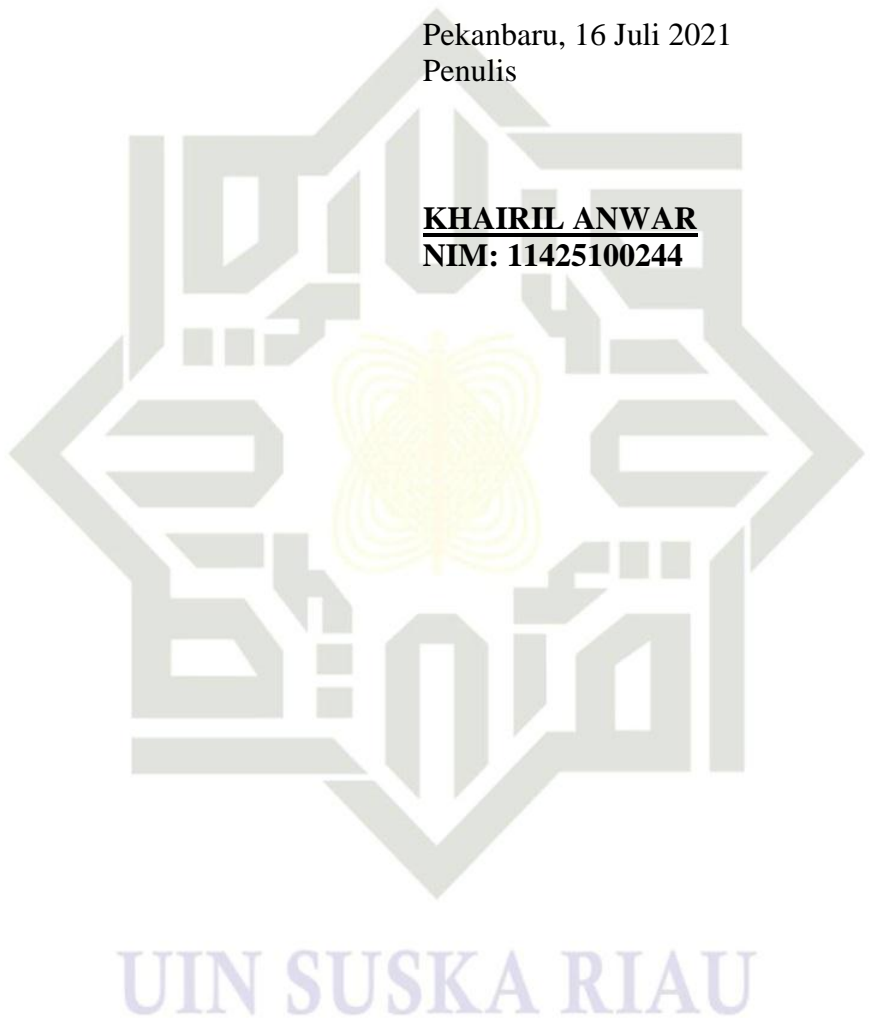 Pekanbaru, 16 Juli 2021
Penulis
KHAIRIL ANWAR
NIM: 11425100244
UIN SUSKA RIAU